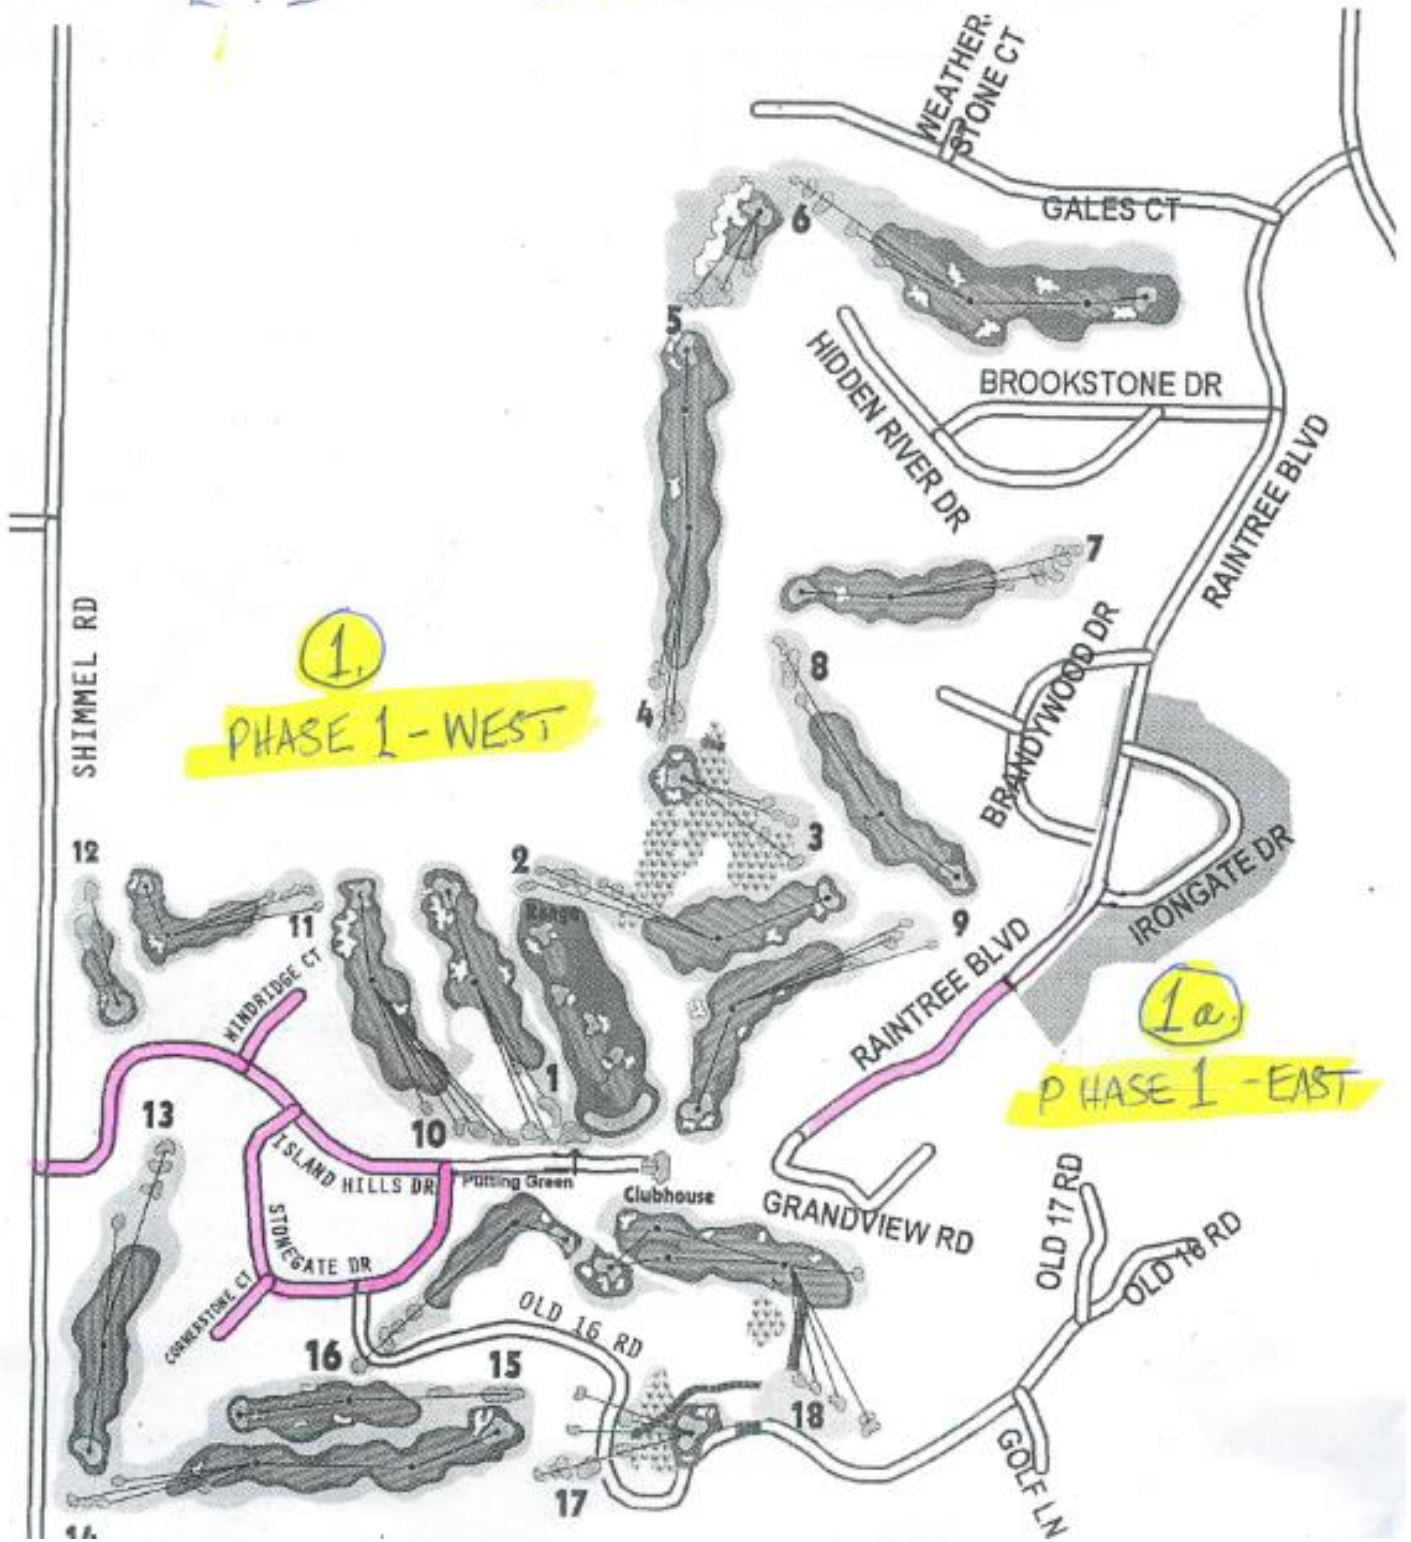 WEATHER-
STONE CT
GALES CT
6
5
HIDDEN RIVER DR
BROOKSTONE DR
RAINTREE BLVD
7
SHIMMEL RD
1.
PHASE 1 - WEST
8
BRANDYWOOD DR
4
3
2
12
11
Range
9
IRONGATE DR
RAINTREE BLVD
1a.
PHASE 1 - EAST
WINDRIDGE CT
13
10
1
ISLAND HILLS DR
Putting Green
Clubhouse
GRANDVIEW RD
OLD 17 RD
OLD 16 RD
STONEGATE DR
CORNERSTONE CT
OLD 16 RD
16
15
18
17
GOLF LN
14